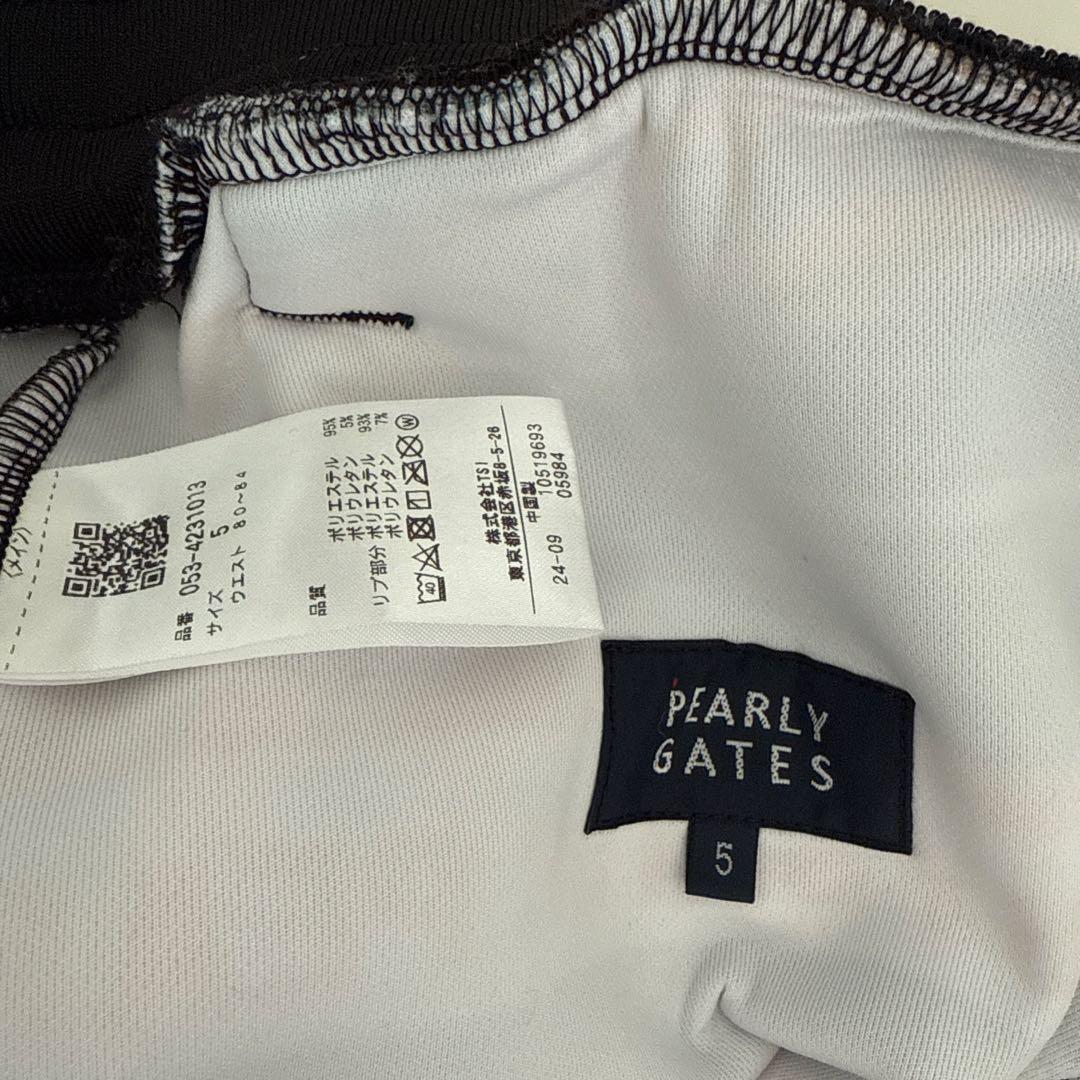 (メイン)
品番 053-4231013
サイズ 5
ウエスト 80~84
品質
ポリエステル 95%
ポリウレタン 5%
リブ部分 ポリエステル 93%
ポリウレタン 7%
40 W
株式会社TSI
東京都港区赤坂8-5-26
中国製
24-09 10519693
05984
PEARLY
GATES
5